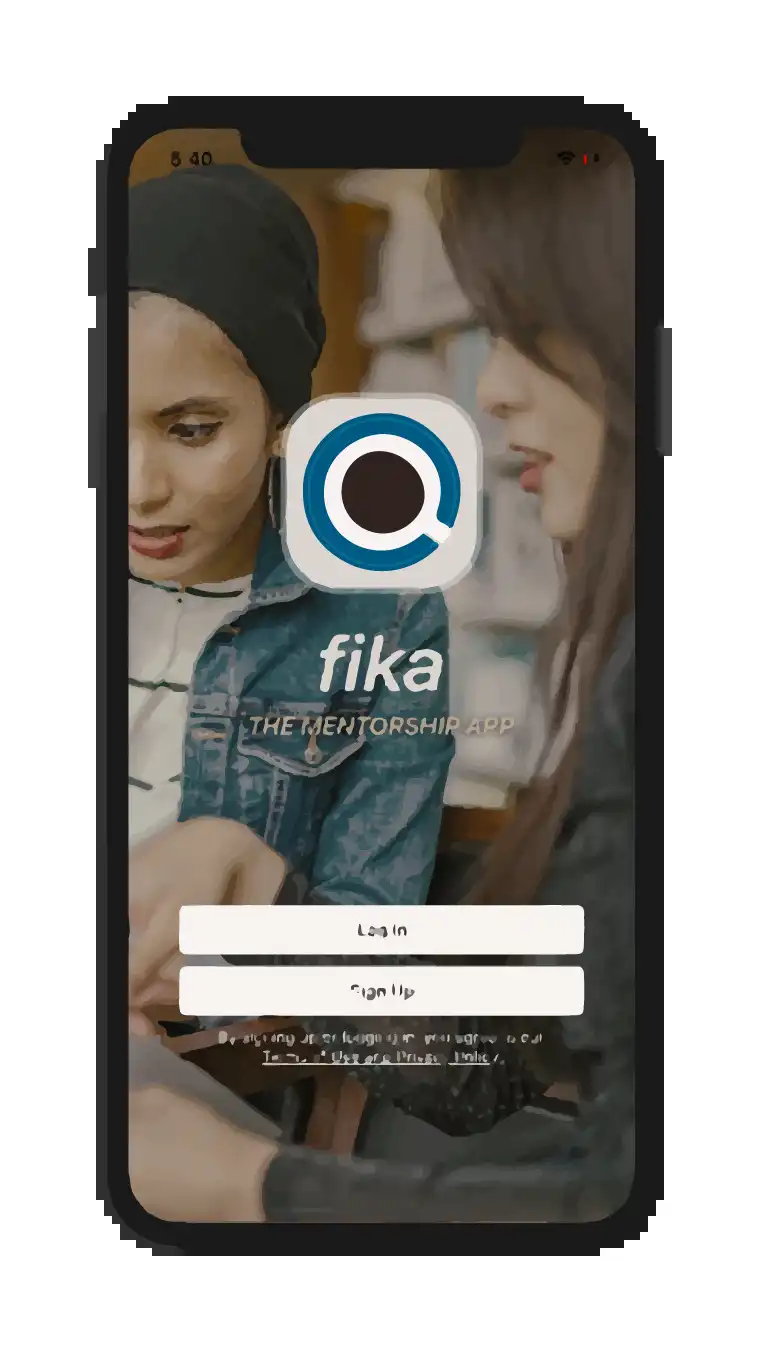 5:40
fika
THE MENTORSHIP APP
Log In
Sign Up
By signing up or logging in, you agree to our
Terms of Use and Privacy Policy.